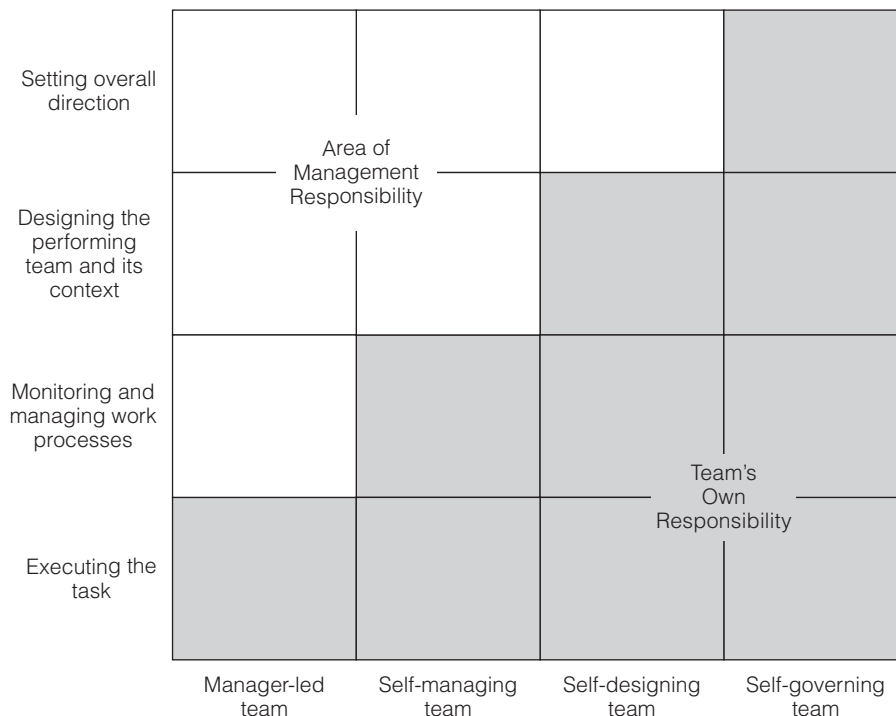 Setting overall
direction
Area of
Management
Responsibility
Designing the
performing
team and its
context
Monitoring and
managing work
processes
Team’s
Own
Responsibility
Executing the
task
Manager-led
team
Self-managing
team
Self-designing
team
Self-governing
team